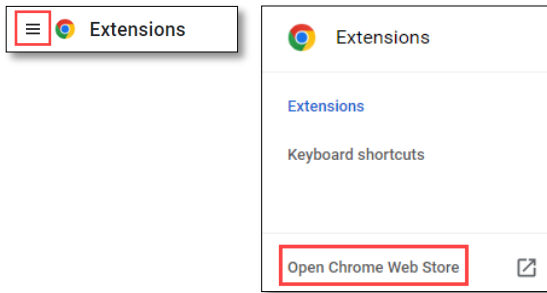 Extensions
Extensions
Extensions
Keyboard shortcuts
Open Chrome Web Store